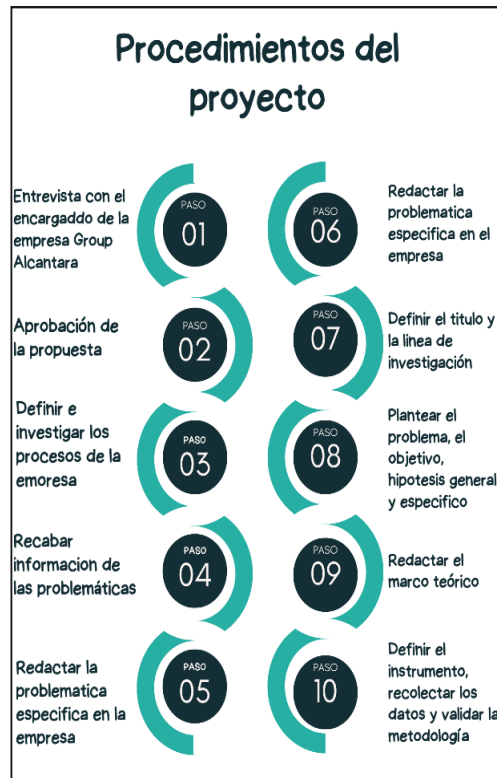 Procedimientos del
proyecto
Entrevista con el
encargaddo de la
empresa Group
Alcantara
PASO
01
Aprobación de
la propuesta
PASO
02
Definir e
investigar los
procesos de la
emoresa
PASO
03
Recabar
informacion de
las problemáticas
PASO
04
Redactar la
problematica
especifica en la
empresa
PASO
05
PASO
06
Redactar la
problematica
especifica en el
empresa
PASO
07
Definir el titulo y
la linea de
investigación
PASO
08
Plantear el
problema, el
objetivo,
hipotesis general
y especifico
PASO
09
Redactar el
marco teórico
PASO
10
Definir el
instrumento,
recolectar los
datos y validar la
metodología